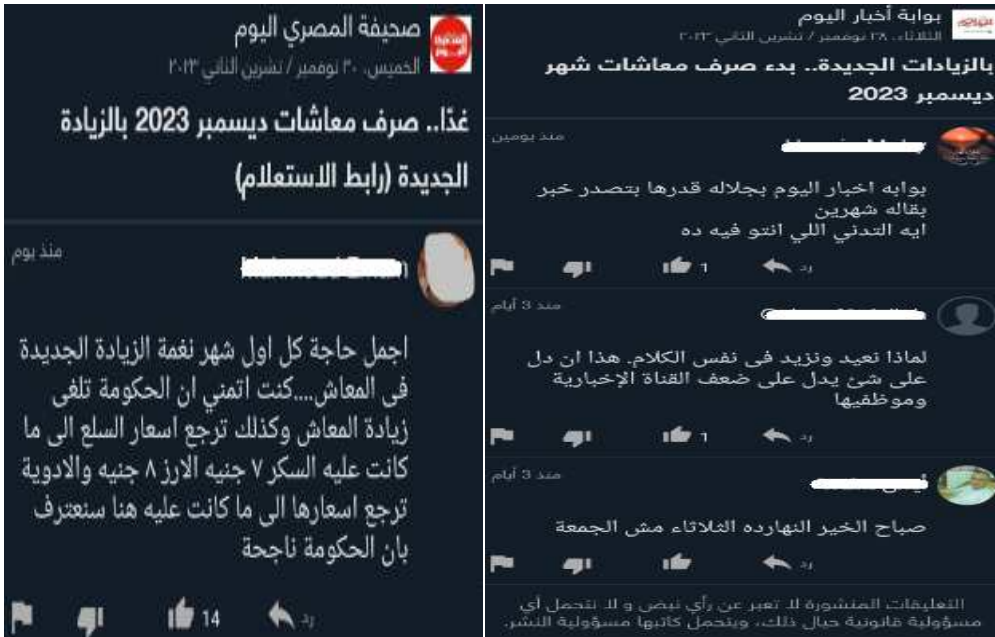 صحيفة المصري اليوم
الخميس، ٣٠ نوفمبر / تشرين الثاني ٢٠٢٣
غدًا.. صرف معاشات ديسمبر 2023 بالزيادة
الجديدة (رابط الاستعلام)
منذ يوم
اجمل حاجة كل اول شهر نغمة الزيادة الجديدة
فى المعاش....كنت اتمني ان الحكومة تلغى
زيادة المعاش وكذلك ترجع اسعار السلع الى ما
كانت عليه السكر ٧ جنيه الارز ٨ جنيه والادوية
ترجع اسعارها الى ما كانت عليه هنا سنعترف
بان الحكومة ناجحة
رد
14
بوابة أخبار اليوم
الثلاثاء، ٢٨ نوفمبر / تشرين الثاني ٢٠٢٣
بالزيادات الجديدة.. بدء صرف معاشات شهر
ديسمبر 2023
منذ يومين
بوابه اخبار اليوم بجلاله قدرها بتصدر خبر
بقاله شهرين
ايه التدني اللي انتو فيه ده
رد
1
منذ 3 أيام
لماذا نعيد ونزيد فى نفس الكلام. هذا ان دل
على شئ يدل على ضعف القناة الإخبارية
وموظفيها
رد
1
منذ 3 أيام
صباح الخير النهارده الثلاثاء مش الجمعة
رد
التعليقات المنشورة لا تعبر عن رأي نبض و لا نتحمل أي
مسؤولية قانونية حيال ذلك، ويتحمل كاتبها مسؤولية النشر.